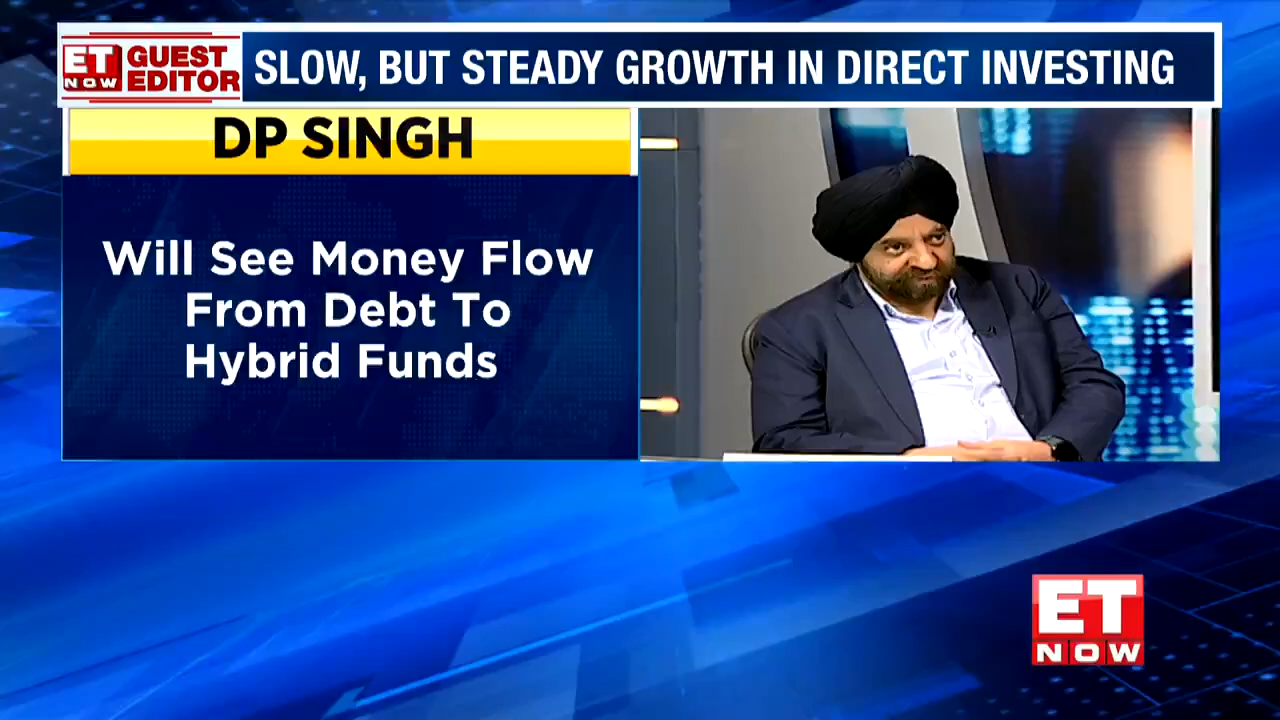 ET NOW GUEST EDITOR
SLOW, BUT STEADY GROWTH IN DIRECT INVESTING
DP SINGH
Will See Money Flow
From Debt To
Hybrid Funds
ET
NOW